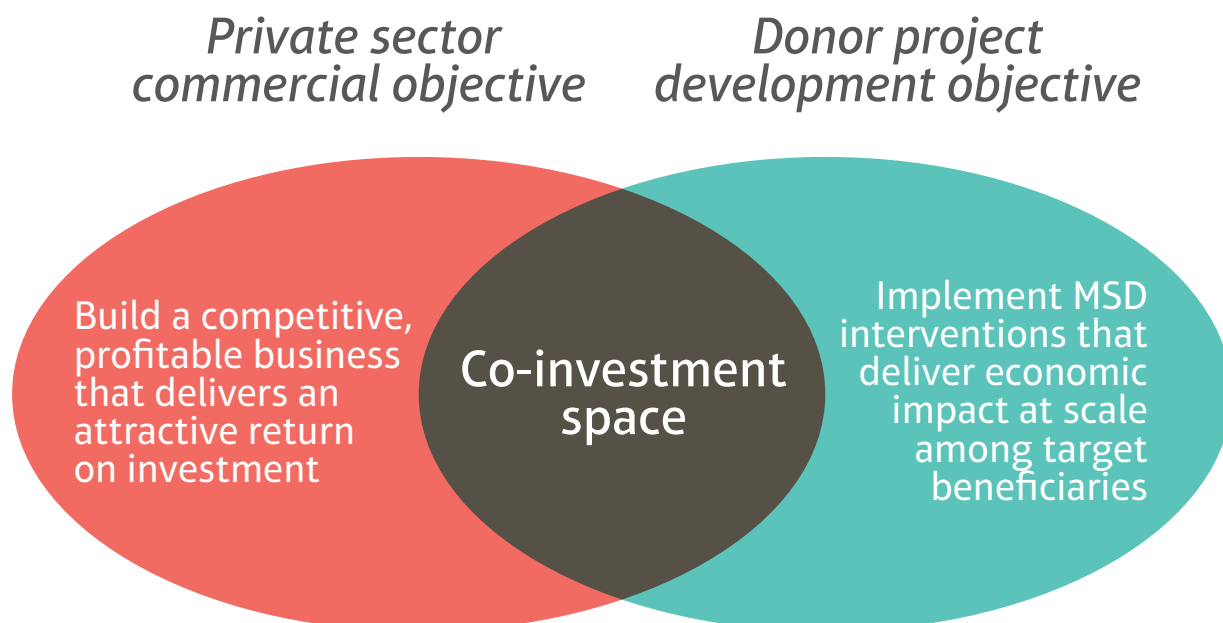 Private sector
commercial objective
Donor project
development objective
Build a competitive,
profitable business
that delivers an
attractive return
on investment
Co-investment
space
Implement MSD
interventions that
deliver economic
impact at scale
among target
beneficiaries